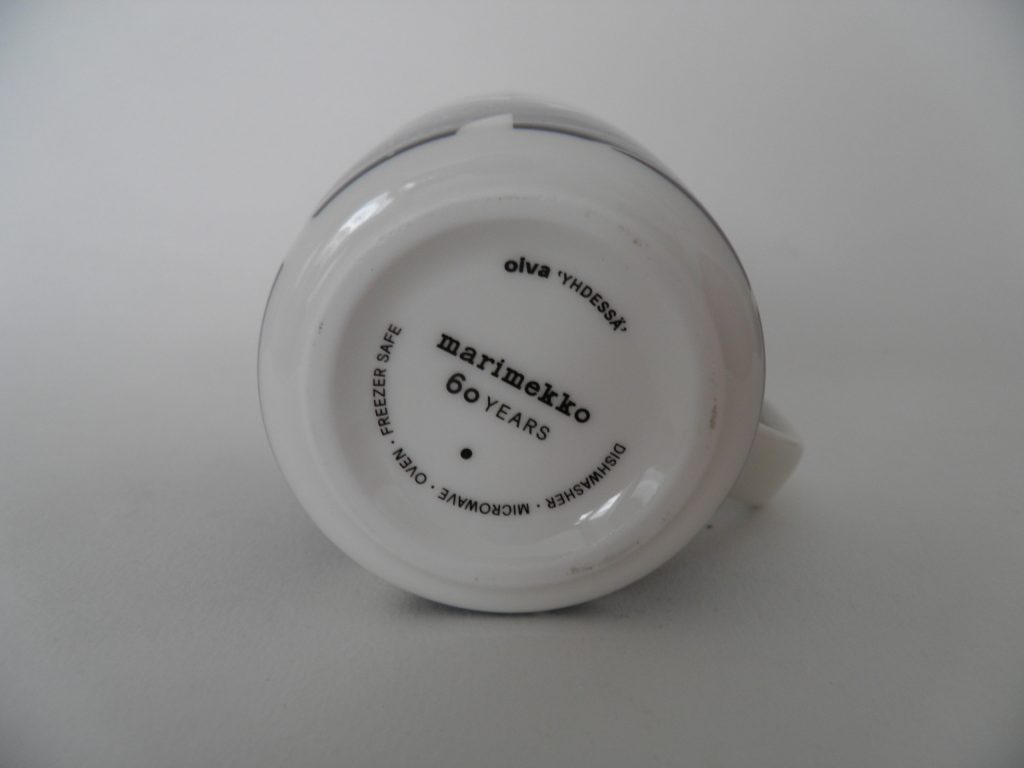 oiva 'YHDESSÄ'
marimekko
60 YEARS
DISHWASHER · MICROWAVE · OVEN · FREEZER SAFE